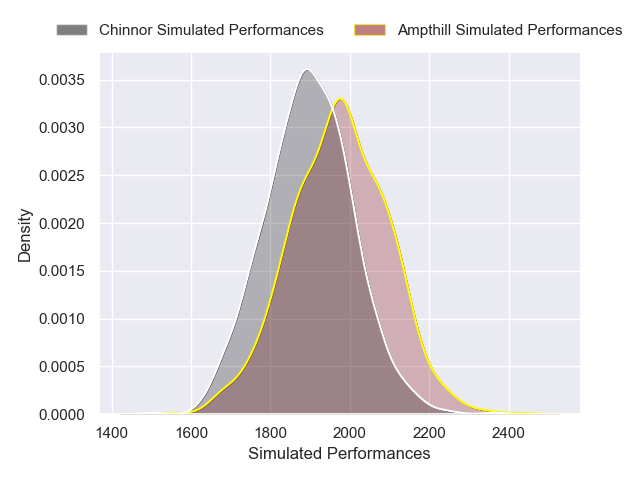 Chinnor Simulated Performances Ampthill Simulated Performances
0.0035
0.0030
0.0025
0.0020
0.0015
0.0010
0.0005
0.0000
Density
1400 1600 1800 2000 2200 2400
Simulated Performances